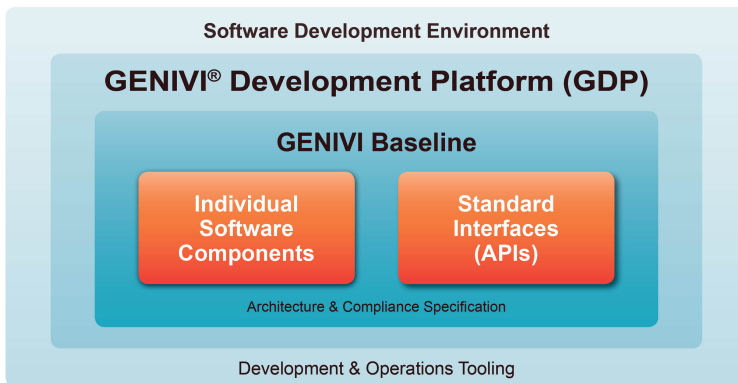 Software Development Environment
GENIVI® Development Platform (GDP)
GENIVI Baseline
Individual
Software
Components
Standard
Interfaces
(APIs)
Architecture & Compliance Specification
Development & Operations Tooling